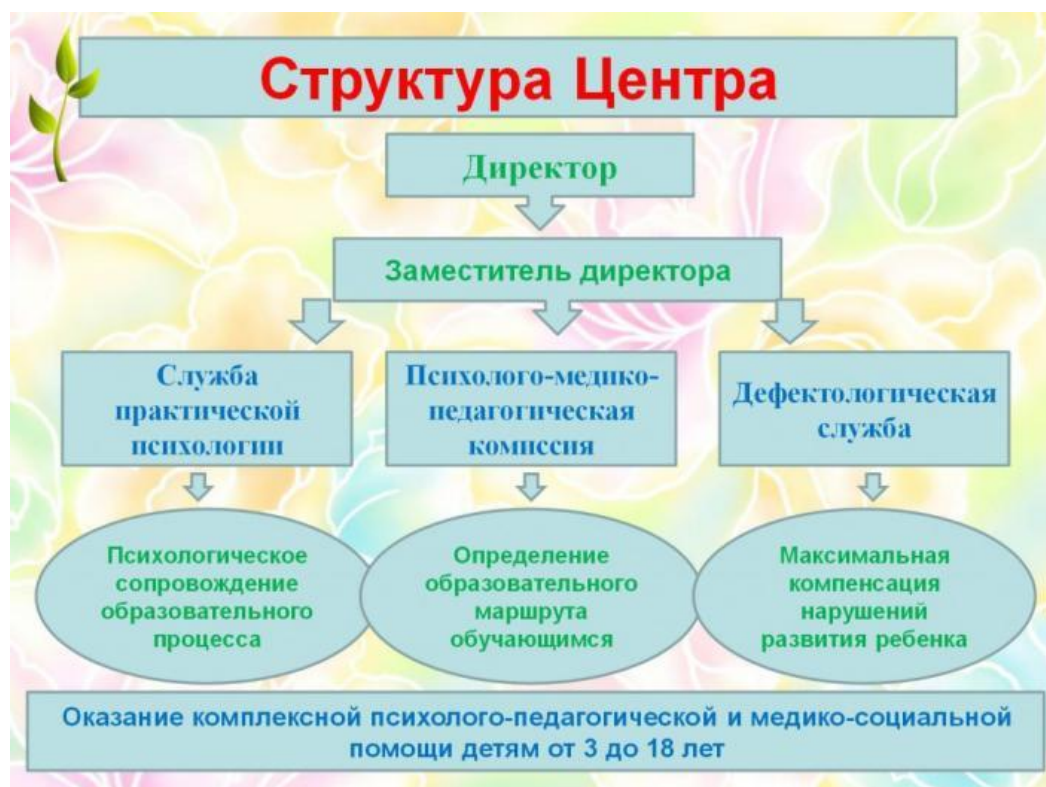 Структура Центра
Директор
Заместитель директора
Служба
практической
психологии
Психолого-медико-
педагогическая
комиссия
Дефектологическая
служба
Психологическое
сопровождение
образовательного
процесса
Определение
образовательного
маршрута
обучающимся
Максимальная
компенсация
нарушений
развития ребенка
Оказание комплексной психолого-педагогической и медико-социальной
помощи детям от 3 до 18 лет